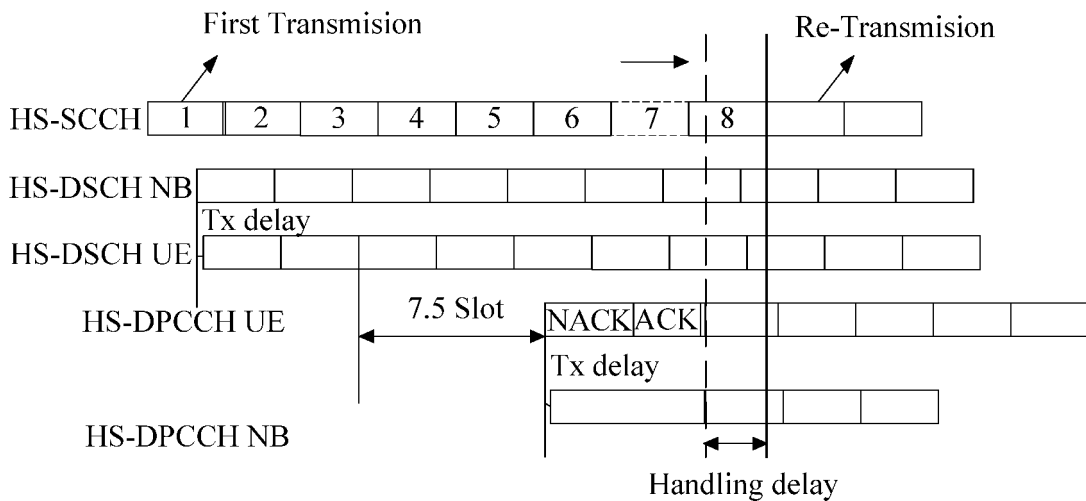 First Transmision
Re-Transmision
HS-SCCH 1 2 3 4 5 6 7 8
HS-DSCH NB
Tx delay
HS-DSCH UE
HS-DPCCH UE
7.5 Slot
NACK ACK
Tx delay
HS-DPCCH NB
Handling delay